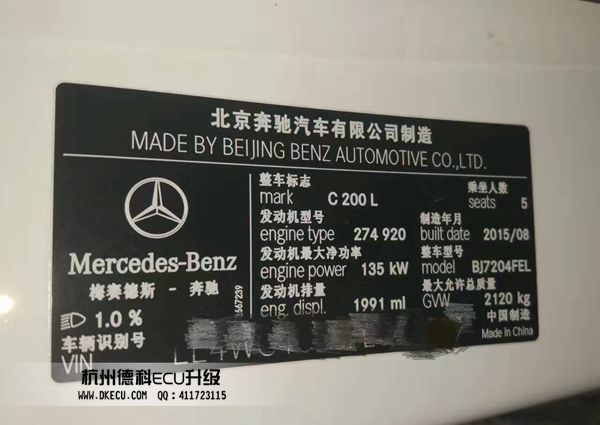 北京奔驰汽车有限公司制造
MADE BY BEIJING BENZ AUTOMOTIVE CO.,LTD.
整车标志
mark C 200 L
乘坐人数
seats 5
发动机型号
engine type 274 920
制造年月
built date 2015/08
发动机最大净功率
engine power 135 kW
整车型号
model BJ7204FEL
发动机排量
eng. displ. 1991 ml
最大允许总质量
GVW 2120 kg
中国制造
Made in China
Mercedes-Benz
梅赛德斯 - 奔驰
1667239
1.0 %
车辆识别号
VIN
杭州德科ECU升级
www.DKECU.com QQ：411723115